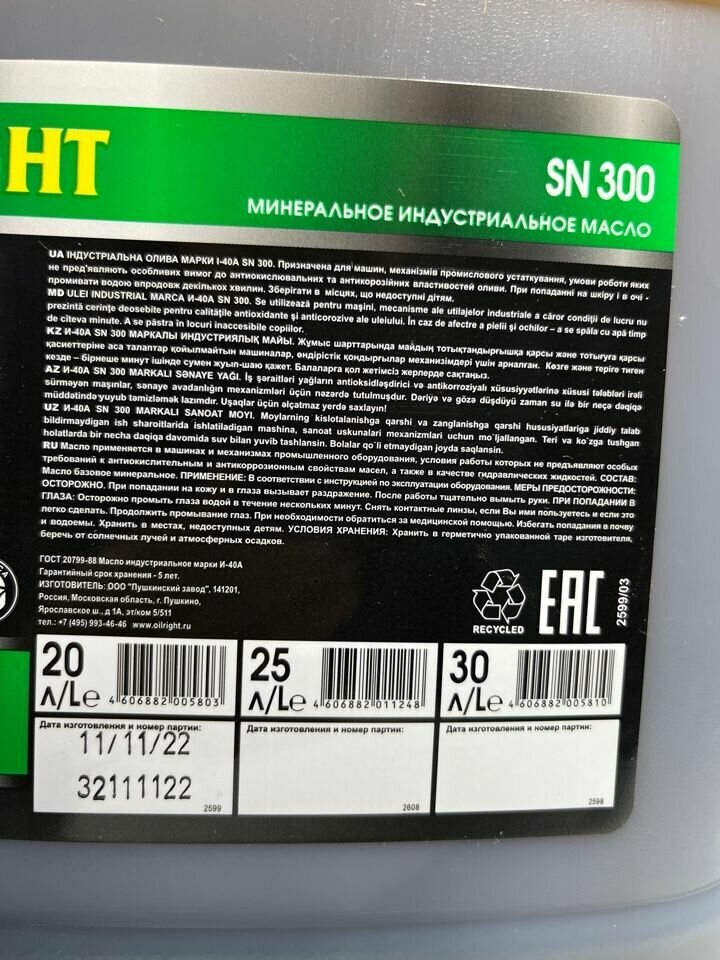 HT
SN 300
МИНЕРАЛЬНОЕ ИНДУСТРИАЛЬНОЕ МАСЛО
UA ІНДУСТРІАЛЬНА ОЛИВА МАРКИ І-40А SN 300. Призначена для машин, механізмів промислового устаткування, умови роботи яких
не пред'являють особливих вимог до антиокислювальних та антикорозійних властивостей оливи. При попаданні на шкіру і в очі -
промивати водою впродовж декількох хвилин. Зберігати в місцях, що недоступні дітям.
MD ULEI INDUSTRIAL MARCA И-40А SN 300. Se utilizează pentru maşini, mecanisme ale utilajelor industriale a căror condiţii de lucru nu
prezintă cerinţe deosebite pentru calităţile antioxidante şi anticorozive ale uleiului. În caz de afectre a pielii şi ochilor – a se spăla cu apă timp
de cîteva minute. A se păstra în locuri inaccesibile copiilor.
KZ И-40А SN 300 МАРКАЛЫ ИНДУСТРИЯЛЫҚ МАЙЫ. Жұмыс шарттарында майдың тотықтандырғышқа қарсы және тотығуға қарсы
қасиеттеріне аса талаптар қойылмайтын машиналар, өндірістік қондырғылар механизмдері үшін арналған. Көзге және теріге тиген
кезде – бірнеше минут ішінде сумен жуып-шаю қажет. Балаларға қол жетімсіз жерлерде сақтаңыз.
AZ И-40А SN 300 MARKALI SƏNAYE YAĞI. İş şəraitləri yağların antioksidləşdirici və antikorroziyalı xüsusiyyətlərinə xüsusi tələbləri irəli
sürməyən maşınlar, sənaye avadanlığın mexanizmləri üçün nəzərdə tutulmuşdur. Dəriyə və gözə düşdüyü zaman su ilə bir neçə dəqiqə
müddətində yuyub təmizləmək lazımdır. Uşaqlar üçün əlçatmaz yerdə saxlayın!
UZ И-40А SN 300 MARKALI SANOAT MOYI. Moylarning kislotalanishga qarshi va zanglanishga qarshi hususiyatlariga jiddiy talab
bildirmaydigan ish sharoitlarida ishlatiladigan mashina, sanoat uskunalari mexanizmlari uchun mo'ljallangan. Teri va ko'zga tushgan
holatlarda bir necha daqiqa davomida suv bilan yuvib tashlansin. Bolalar qo'li etmaydigan joyda saqlansin.
RU Масло применяется в машинах и механизмах промышленного оборудования, условия работы которых не предъявляют особых
требований к антиокислительным и антикоррозионным свойствам масел, а также в качестве гидравлических жидкостей. СОСТАВ:
Масло базовое минеральное. ПРИМЕНЕНИЕ: В соответствии с инструкцией по эксплуатации оборудования. МЕРЫ ПРЕДОСТОРОЖНОСТИ:
ОСТОРОЖНО. При попадании на кожу и в глаза вызывает раздражение. После работы тщательно вымыть руки. ПРИ ПОПАДАНИИ В
ГЛАЗА: Осторожно промыть глаза водой в течение нескольких минут. Снять контактные линзы, если Вы ими пользуетесь и если это
легко сделать. Продолжить промывание глаз. При необходимости обратиться за медицинской помощью. Избегать попадания в почву
и водоемы. Хранить в местах, недоступных детям. УСЛОВИЯ ХРАНЕНИЯ: Хранить в герметично упакованной таре изготовителя,
беречь от солнечных лучей и атмосферных осадков.
ГОСТ 20799-88 Масло индустриальное марки И-40А
Гарантийный срок хранения - 5 лет.
ИЗГОТОВИТЕЛЬ: ООО "Пушкинский завод", 141201,
Россия, Московская область, г. Пушкино,
Ярославское ш., д 1А, эт/ком 5/511
тел.: +7 (495) 993-46-46 www.oilright.ru
RECYCLED
EAC
2599/03
20
л/Le
4 606882 005803
25
л/Le
4 606882 011248
30
л/Le
4 606882 005810
Дата изготовления и номер партии:
11/11/22
32111122
2599
Дата изготовления и номер партии:
2608
Дата изготовления и номер партии:
2598